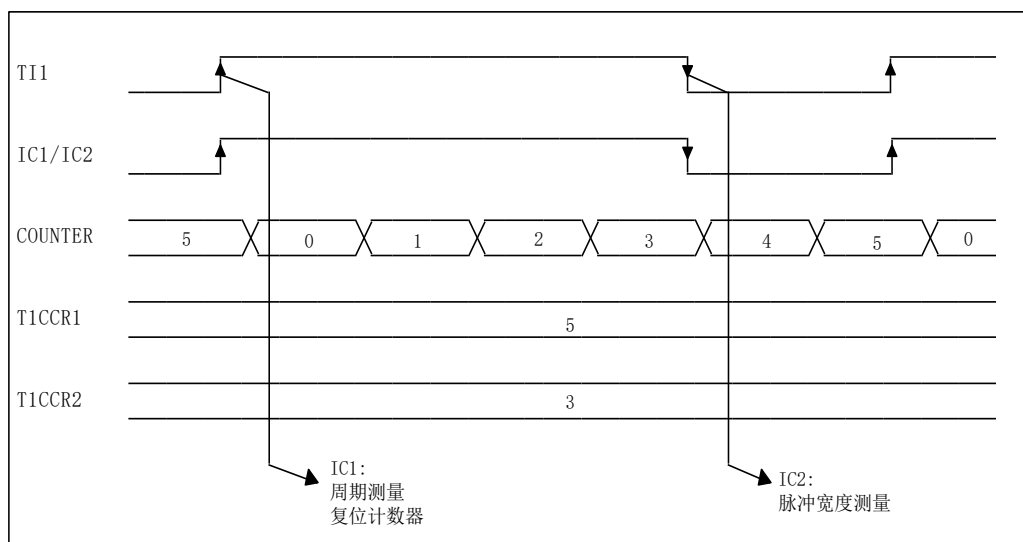 TI1
IC1/IC2
COUNTER 5 0 1 2 3 4 5 0
T1CCR1 5
T1CCR2 3
IC1:
周期测量
复位计数器
IC2:
脉冲宽度测量